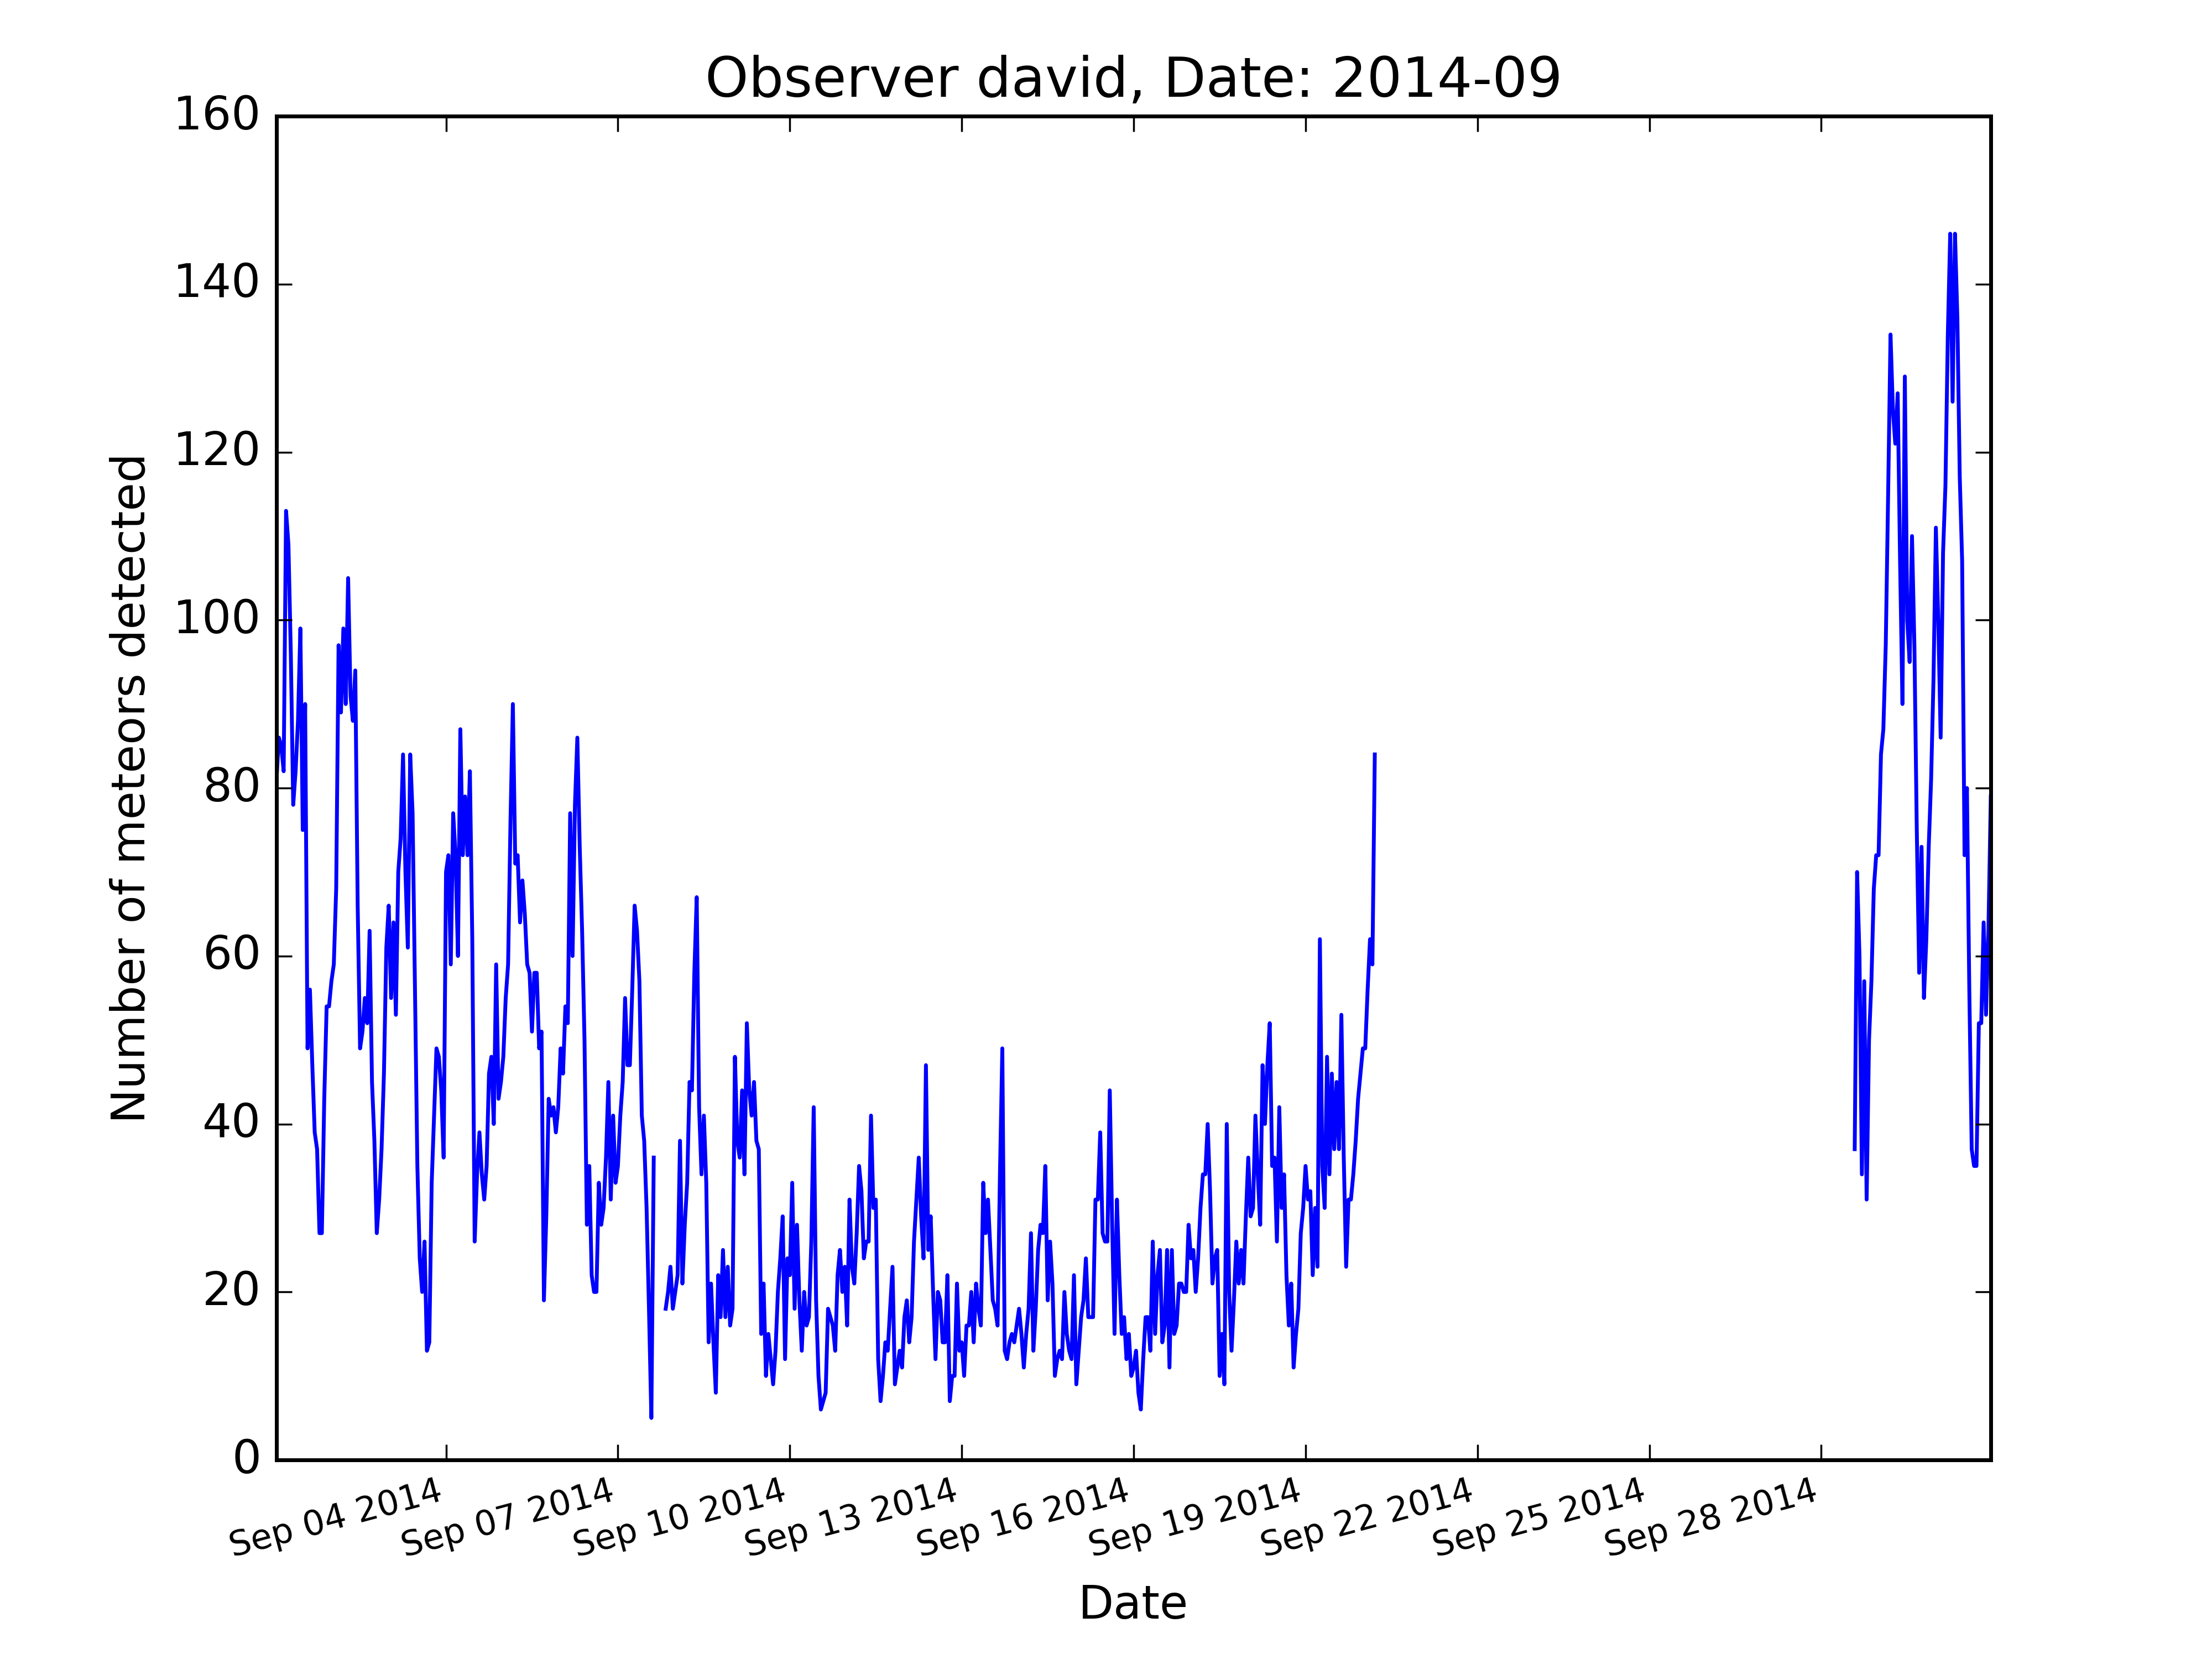 Observer david, Date: 2014-09
160
140
120
100
80
60
40
20
0
Number of meteors detected
Sep 04 2014
Sep 07 2014
Sep 10 2014
Sep 13 2014
Sep 16 2014
Sep 19 2014
Sep 22 2014
Sep 25 2014
Sep 28 2014
Date